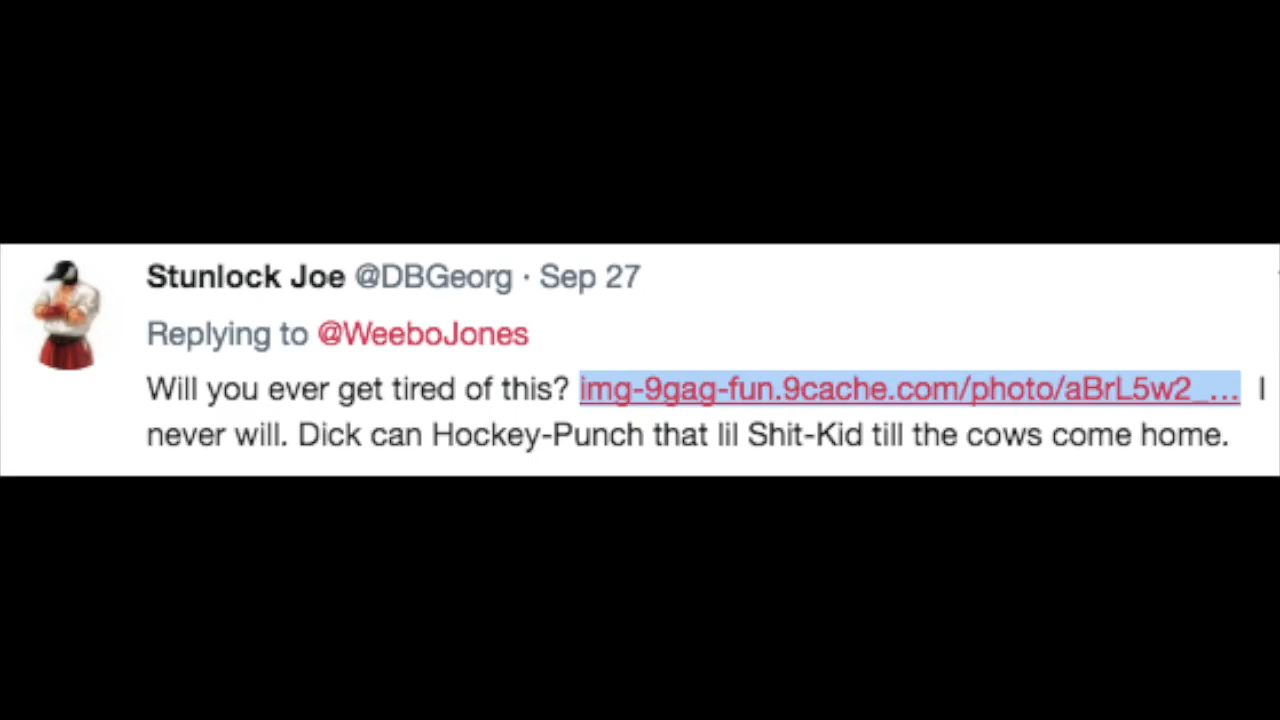 Stunlock Joe @DBGeorg · Sep 27
Replying to @WeeboJones
Will you ever get tired of this? img-9gag-fun.9cache.com/photo/aBrL5w2_... I
never will. Dick can Hockey-Punch that lil Shit-Kid till the cows come home.